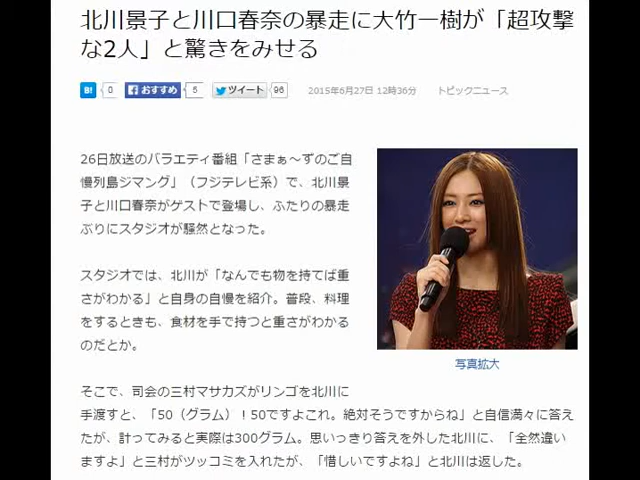 北川景子と川口春奈の暴走に大竹一樹が「超攻撃
な2人」と驚きをみせる
B! 0 おすすめ 5 ツイート 96 2015年6月27日 12時36分 トピックニュース
26日放送のバラエティ番組「さまぁ～ずのご自
慢列島ジマング」（フジテレビ系）で、北川景
子と川口春奈がゲストで登場し、ふたりの暴走
ぶりにスタジオが騒然となった。
スタジオでは、北川が「なんでも物を持てば重
さがわかる」と自身の自慢を紹介。普段、料理
をするときも、食材を手で持つと重さがわかる
のだとか。
写真拡大
そこで、司会の三村マサカズがリンゴを北川に
手渡すと、「50（グラム）！50ですよこれ。絶対そうですからね」と自信満々に答え
たが、計ってみると実際は300グラム。思いっきり答えを外した北川に、「全然違い
ますよ」と三村がツッコミを入れたが、「惜しいですよね」と北川は返した。